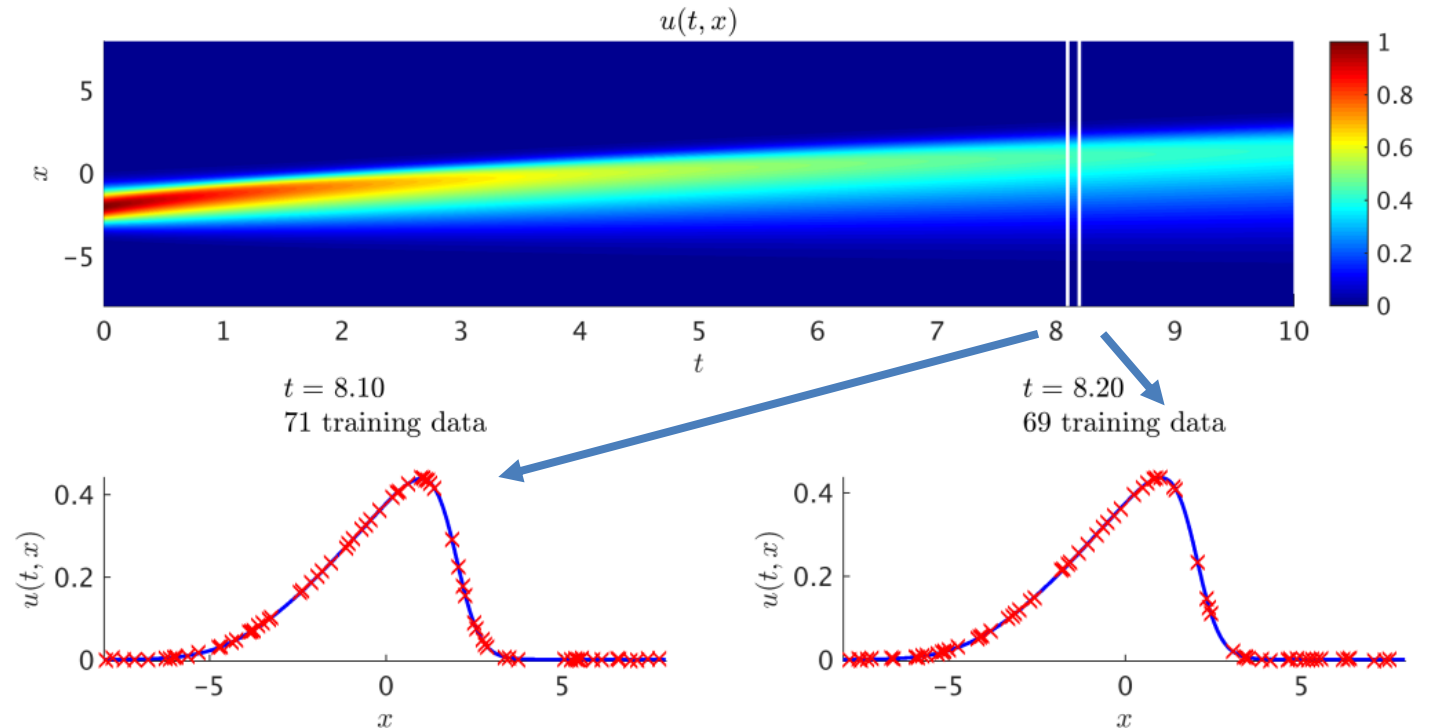 u(t, x)
5
0
−5
x
0 1 2 3 4 5 6 7 8 9 10
t
1
0.8
0.6
0.4
0.2
0
t = 8.10
71 training data
t = 8.20
69 training data
0.4
0.2
0
u(t, x)
−5 0 5
x
0.4
0.2
0
u(t, x)
−5 0 5
x